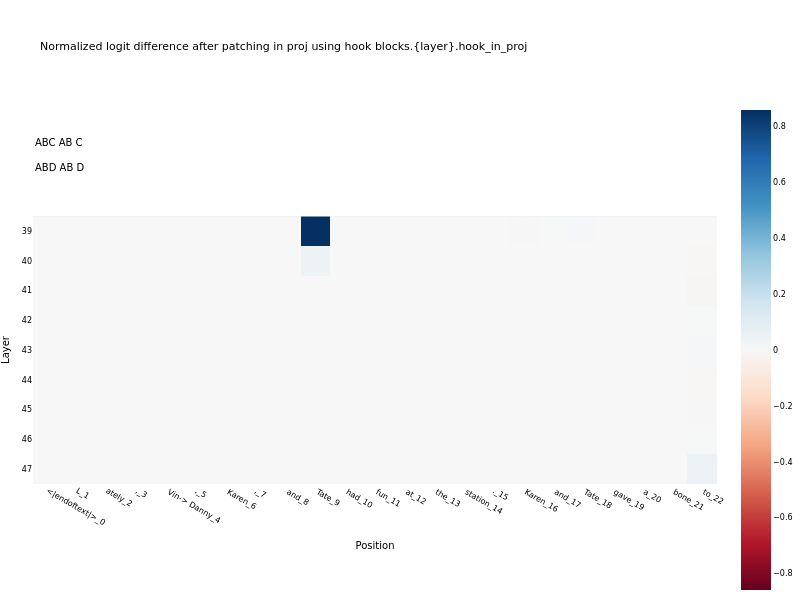 Normalized logit difference after patching in proj using hook blocks.{layer}.hook_in_proj
ABC AB C
ABD AB D
Layer
39
40
41
42
43
44
45
46
47
<|endoftext|>_0
L_1
ately_2
,_3
Vin-> Danny_4
,_5
Karen_6
,_7
and_8
Tate_9
had_10
fun_11
at_12
the_13
station_14
._15
Karen_16
and_17
Tate_18
gave_19
a_20
bone_21
to_22
Position
0.8
0.6
0.4
0.2
0
−0.2
−0.4
−0.6
−0.8